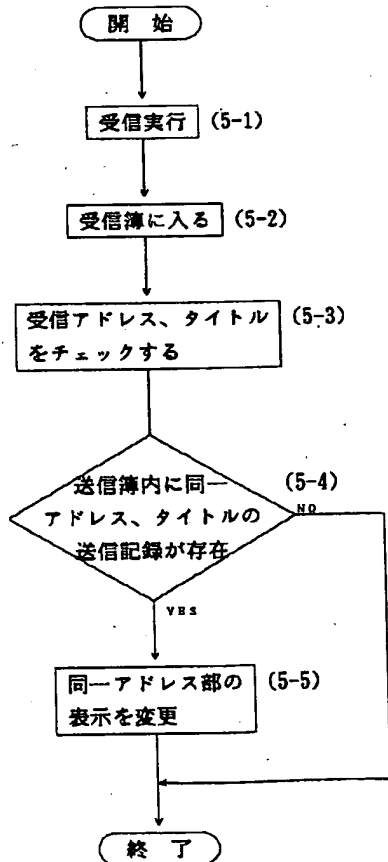 開 始
受信実行 (5-1)
受信簿に入る (5-2)
受信アドレス、タイトル (5-3)
をチェックする
送信簿内に同一 (5-4)
アドレス、タイトルの NO
送信記録が存在
YES
同一アドレス部の (5-5)
表示を変更
終 了